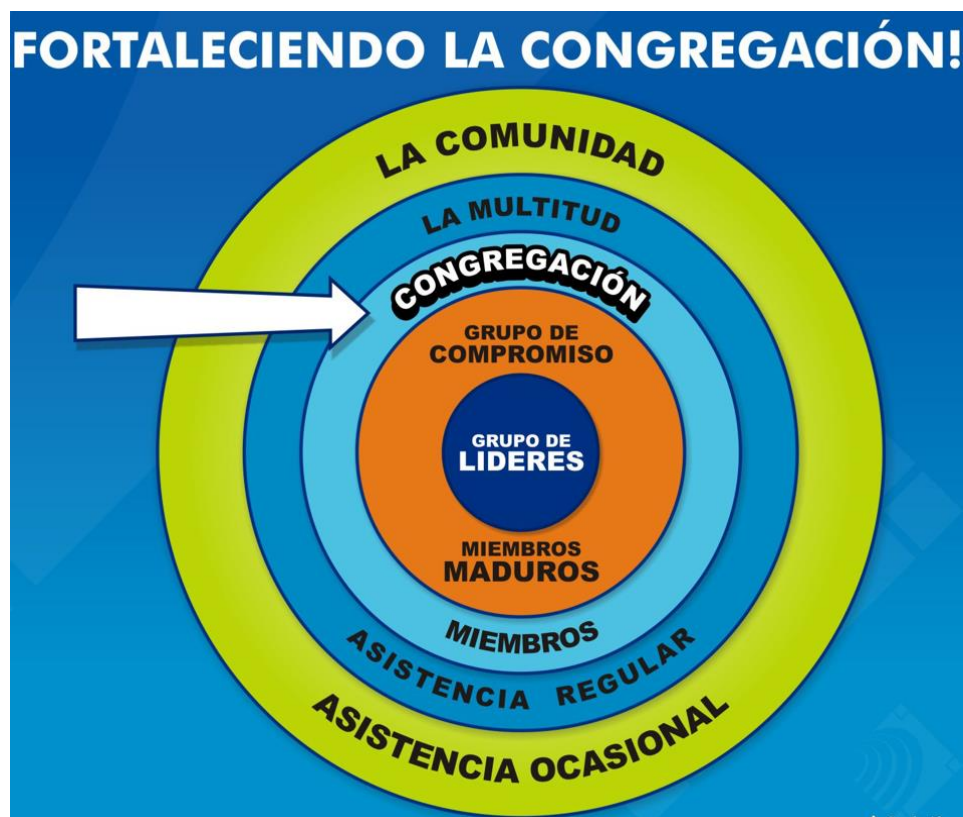 FORTALECIENDO LA CONGREGACIÓN!
LA COMUNIDAD
LA MULTITUD
CONGREGACIÓN
GRUPO DE
COMPROMISO
GRUPO DE
LIDERES
MIEMBROS
MADUROS
MIEMBROS
ASISTENCIA REGULAR
ASISTENCIA OCASIONAL